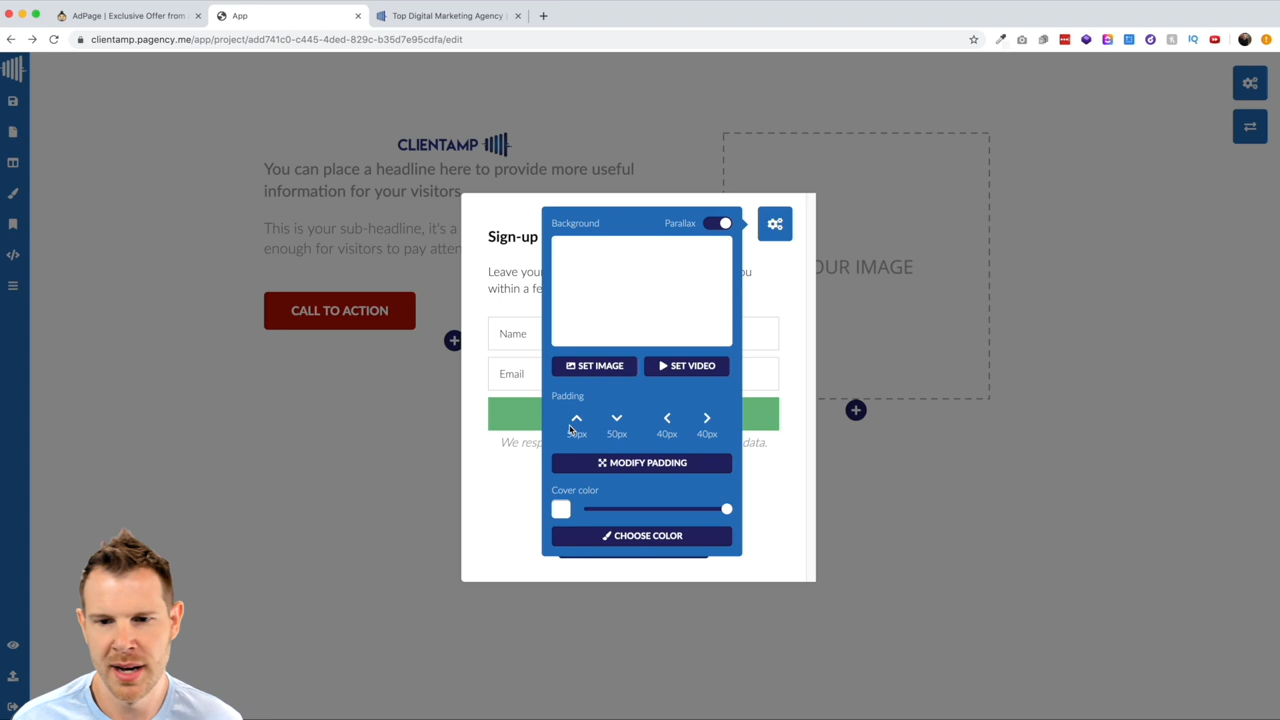 AdPage | Exclusive Offer from
App
Top Digital Marketing Agency |
clientamp.pagency.me/app/project/add741c0-c445-4ded-829c-b35d7e95cdfa/edit
CLIENTAMP
You can place a headline here to provide more useful
information for your visitors
This is your sub-headline, it's a
enough for visitors to pay atten
CALL TO ACTION
OUR IMAGE
Sign-up
Leave your
within a fe
Name
Email
We resp
data.
Background
Parallax
SET IMAGE
SET VIDEO
Padding
50px
50px
40px
40px
MODIFY PADDING
Cover color
CHOOSE COLOR